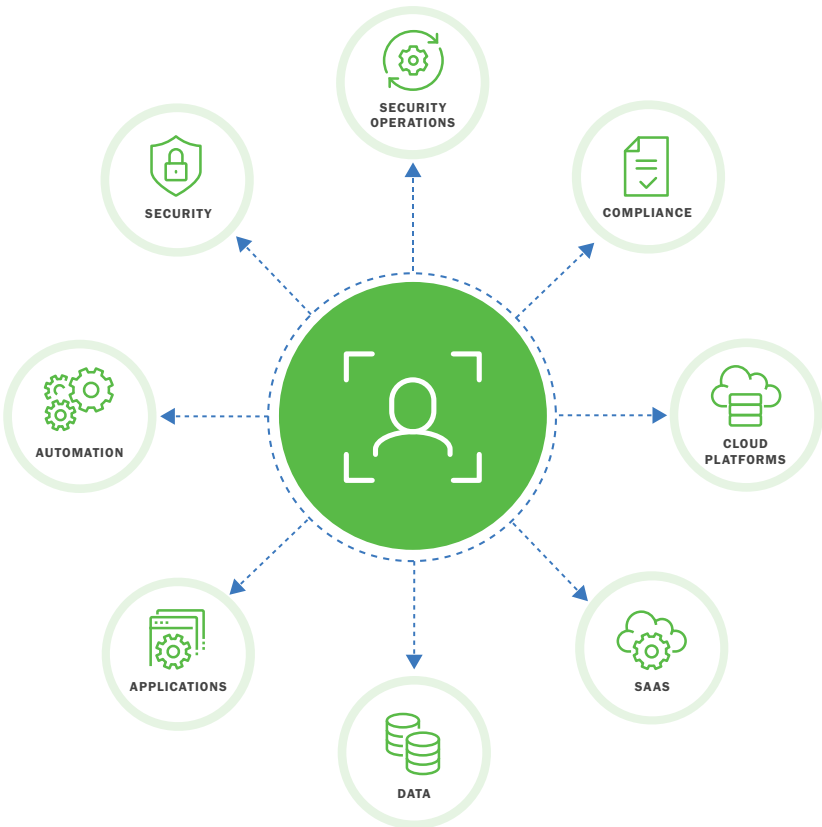 SECURITY
OPERATIONS
SECURITY
COMPLIANCE
AUTOMATION
CLOUD
PLATFORMS
APPLICATIONS
SAAS
DATA